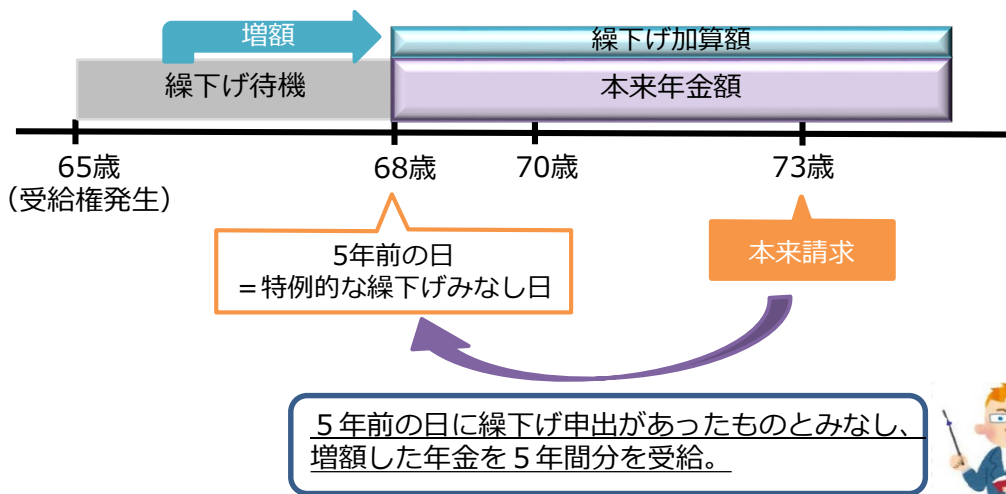 増額
繰下げ加算額
繰下げ待機
本来年金額
65歳
68歳
70歳
73歳
（受給権発生）
5年前の日
＝特例的な繰下げみなし日
本来請求
５年前の日に繰下げ申出があったものとみなし、
増額した年金を５年間分を受給。